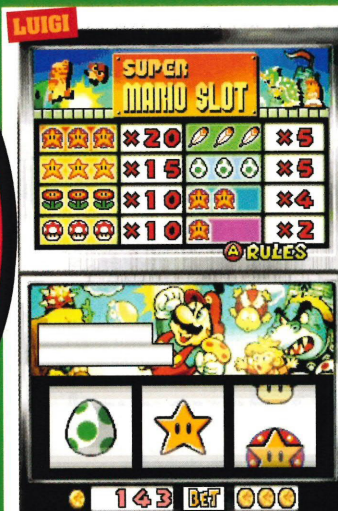 LUIGI
SUPER
MARIO SLOT
×20 ×5
×15 ×5
×10 ×4
×10 ×2
A RULES
143 BET